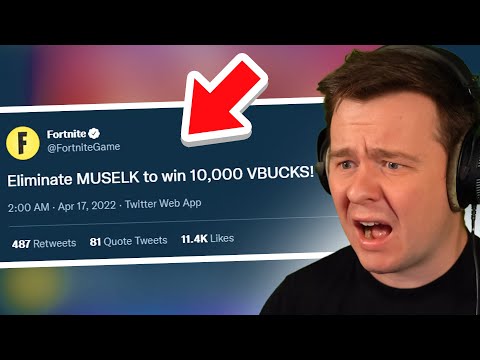 F
Fortnite
@FortniteGame
Eliminate MUSELK to win 10,000 VBUCKS!
2:00 AM · Apr 17, 2022 · Twitter Web App
487 Retweets 81 Quote Tweets 11.4K Likes